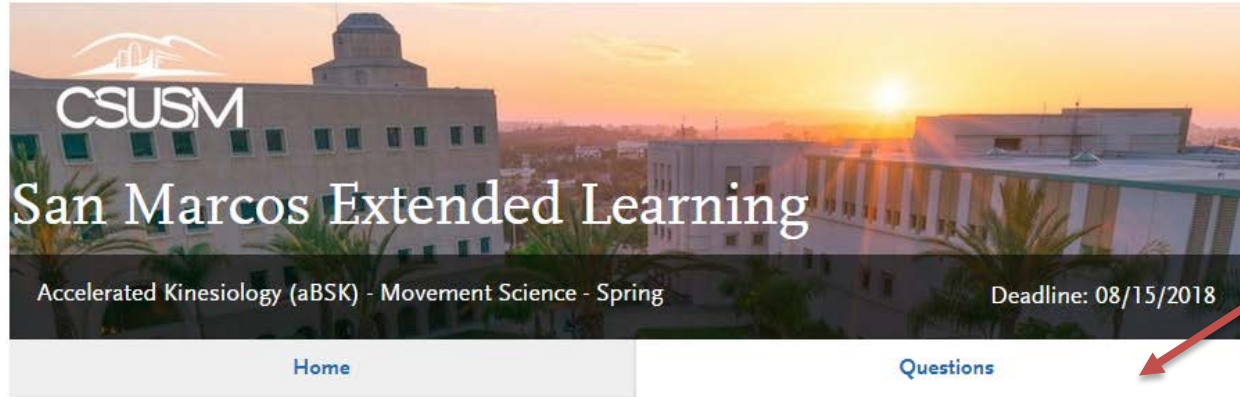 CSUSM
San Marcos Extended Learning
Accelerated Kinesiology (aBSK) - Movement Science - Spring
Deadline: 08/15/2018
Home
Questions